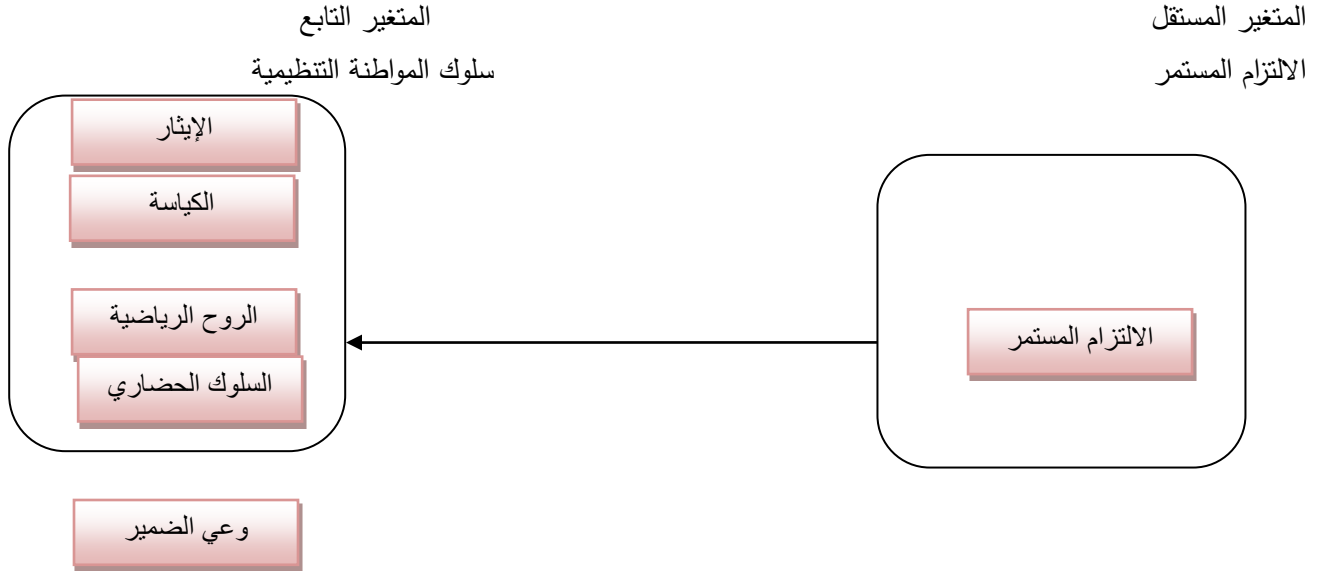 المتغير المستقل
المتغير التابع
الالتزام المستمر
سلوك المواطنة التنظيمية
الإيثار
الكياسة
الروح الرياضية
الالتزام المستمر
السلوك الحضاري
وعي الضمير